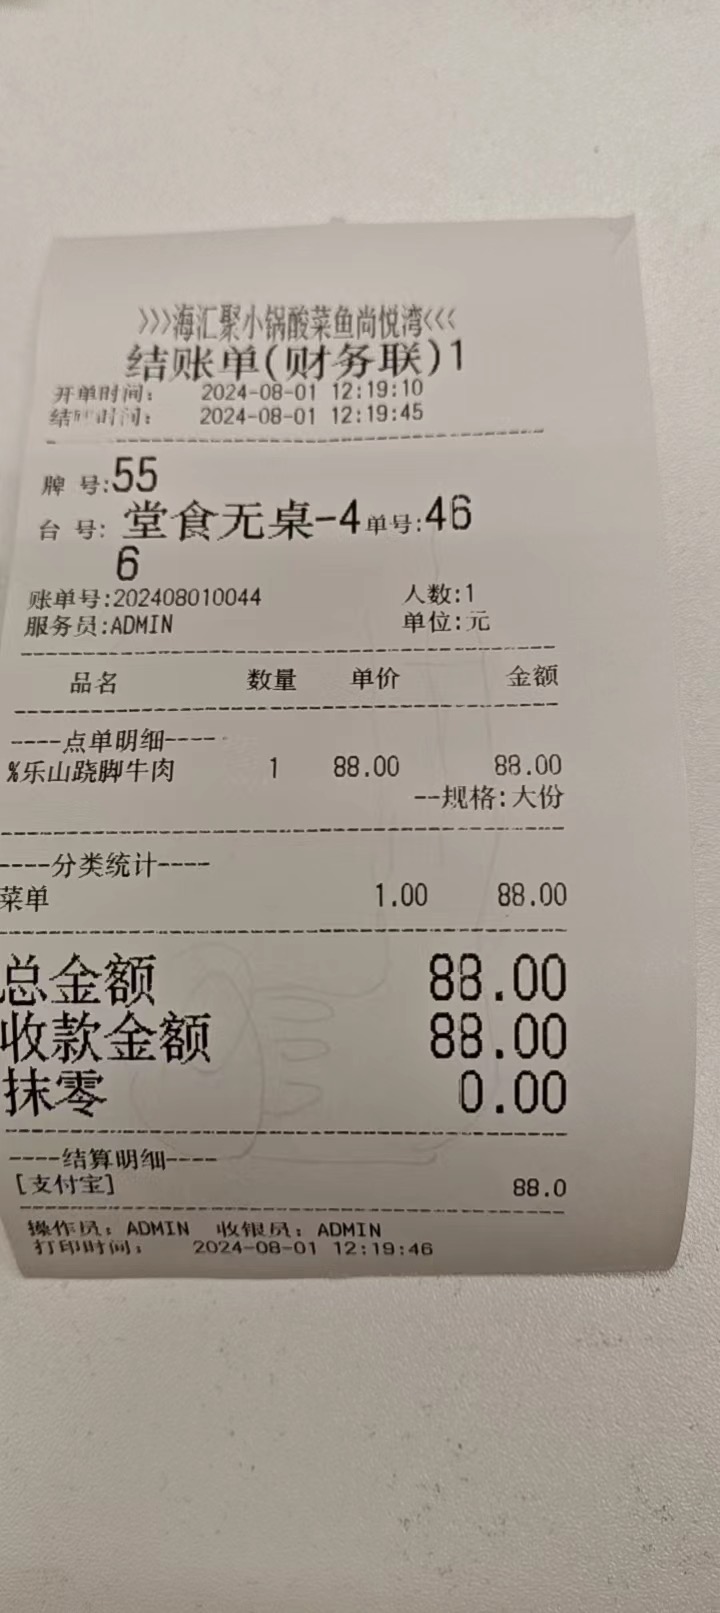 >>>海汇聚小锅酸菜鱼尚悦湾<<<
结账单(财务联)1
开单时间: 2024-08-01 12:19:10
结账时间: 2024-08-01 12:19:45
牌 号:55
台 号: 堂食无桌-4单号:46
6
账单号:202408010044 人数:1
服务员:ADMIN 单位:元
品名 数量 单价 金额
----点单明细----
%乐山跷脚牛肉 1 88.00 88.00
--规格:大份
----分类统计----
菜单 1.00 88.00
总金额 88.00
收款金额 88.00
抹零 0.00
----结算明细----
[支付宝] 88.0
操作员: ADMIN 收银员: ADMIN
打印时间: 2024-08-01 12:19:46